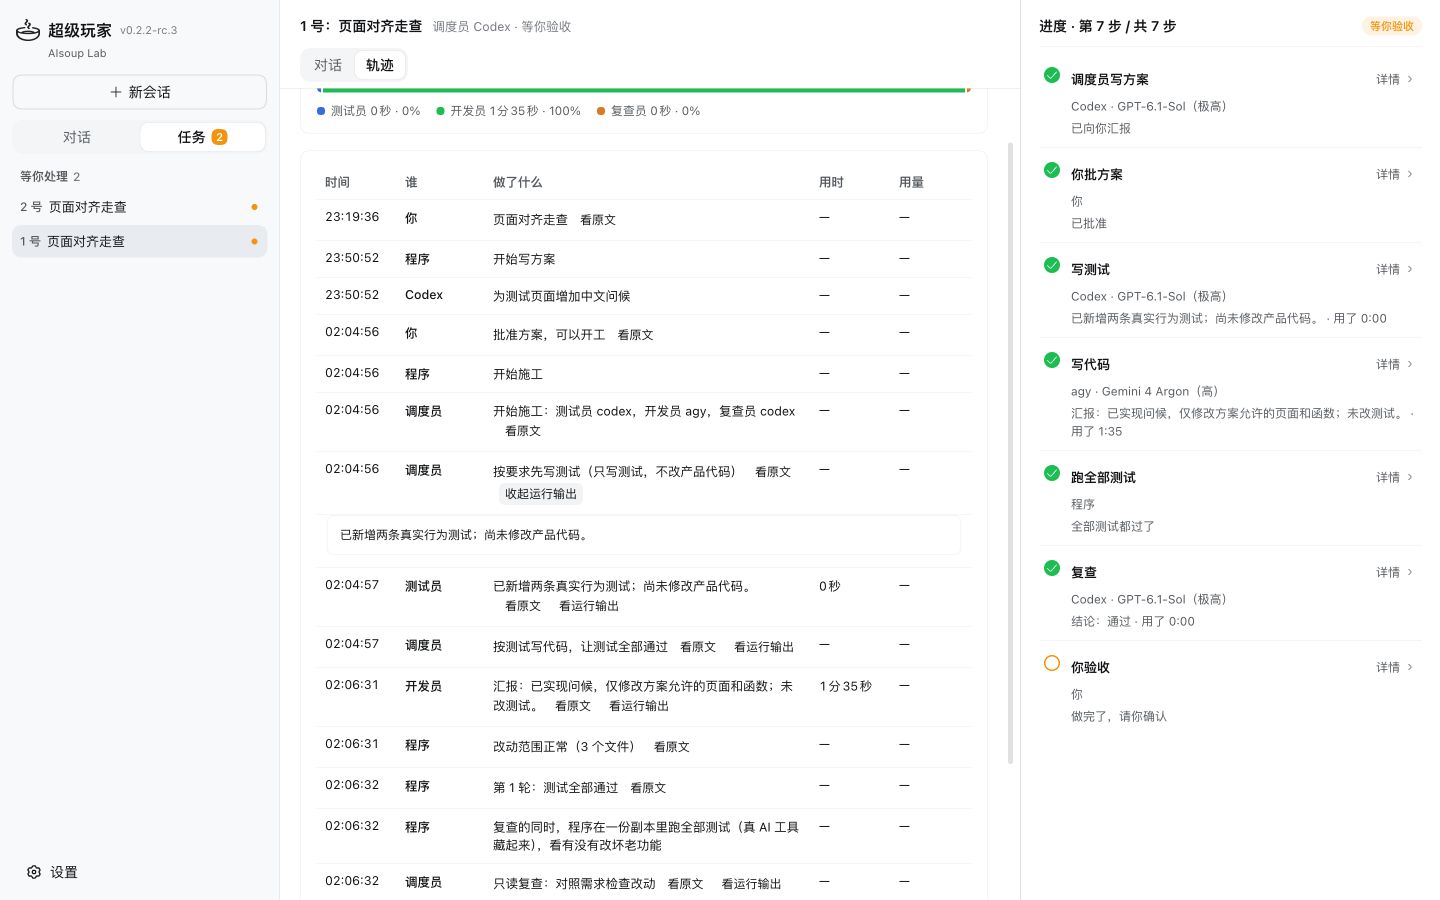 超级玩家 v0.2.2-rc.3
AIsoup Lab
新会话
对话
任务 2
等你处理 2
2 号 页面对齐走查
1 号 页面对齐走查
设置
1 号：页面对齐走查 调度员 Codex · 等你验收
对话
轨迹
测试员 0 秒 · 0% 开发员 1 分 35 秒 · 100% 复查员 0 秒 · 0%
时间 谁 做了什么 用时 用量
23:19:36 你 页面对齐走查 看原文 — —
23:50:52 程序 开始写方案 — —
23:50:52 Codex 为测试页面增加中文问候 — —
02:04:56 你 批准方案，可以开工 看原文 — —
02:04:56 程序 开始施工 — —
02:04:56 调度员 开始施工：测试员 codex，开发员 agy，复查员 codex — —
看原文
02:04:56 调度员 按要求先写测试（只写测试，不改产品代码） 看原文 — —
收起运行输出
已新增两条真实行为测试；尚未修改产品代码。
02:04:57 测试员 已新增两条真实行为测试；尚未修改产品代码。 0 秒 —
看原文 看运行输出
02:04:57 调度员 按测试写代码，让测试全部通过 看原文 看运行输出 — —
02:06:31 开发员 汇报：已实现问候，仅修改方案允许的页面和函数；未 1 分 35 秒 —
改测试。 看原文 看运行输出
02:06:31 程序 改动范围正常（3 个文件） 看原文 — —
02:06:32 程序 第 1 轮：测试全部通过 看原文 — —
02:06:32 程序 复查的同时，程序在一份副本里跑全部测试（真 AI 工具 — —
藏起来），看有没有改坏老功能
02:06:32 调度员 只读复查：对照需求检查改动 看原文 看运行输出 — —
进度 · 第 7 步 / 共 7 步 等你验收
调度员写方案 详情
Codex · GPT-6.1-Sol（极高）
已向你汇报
你批方案 详情
你
已批准
写测试 详情
Codex · GPT-6.1-Sol（极高）
已新增两条真实行为测试；尚未修改产品代码。 · 用了 0:00
写代码 详情
agy · Gemini 4 Argon（高）
汇报：已实现问候，仅修改方案允许的页面和函数；未改测试。 ·
用了 1:35
跑全部测试 详情
程序
全部测试都过了
复查 详情
Codex · GPT-6.1-Sol（极高）
结论：通过 · 用了 0:00
你验收 详情
你
做完了，请你确认